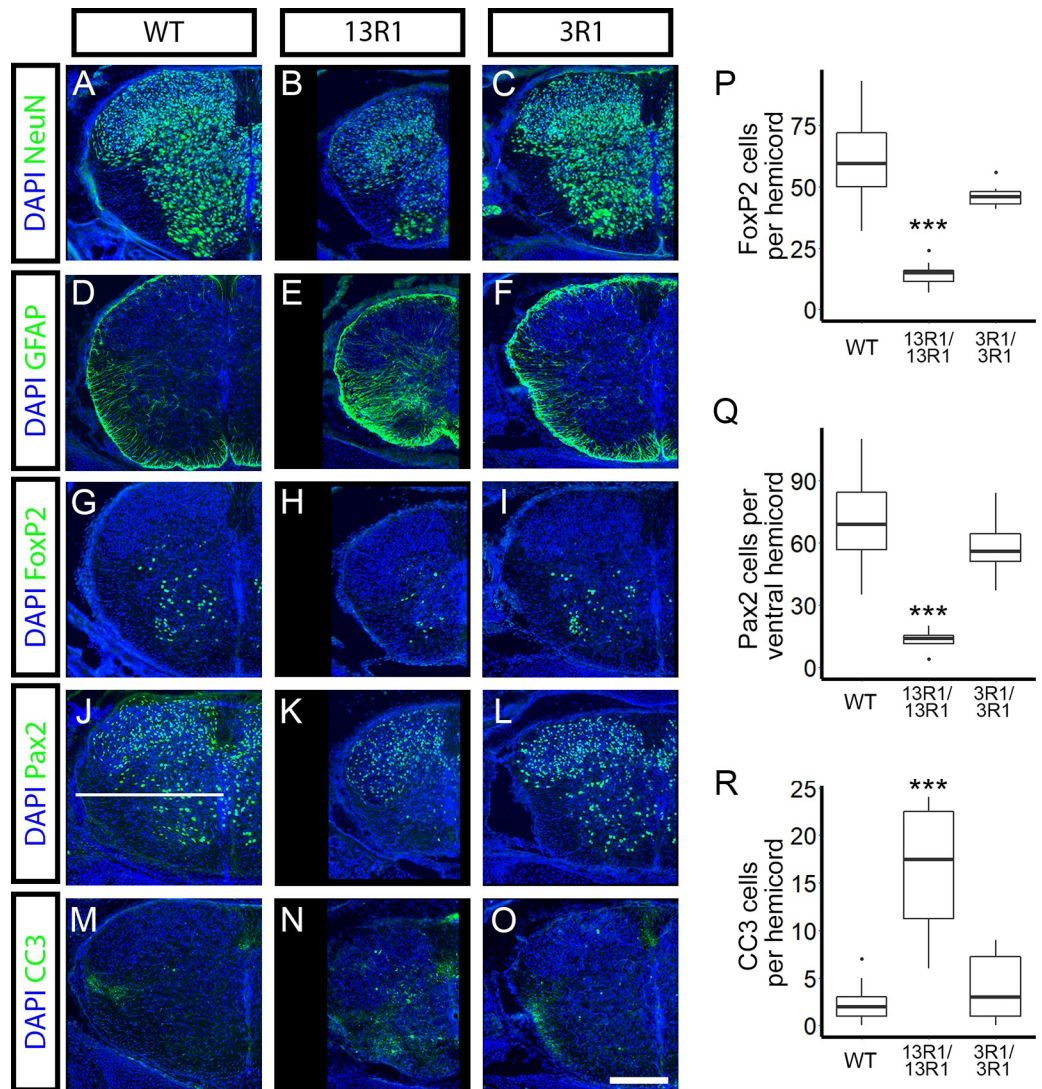 WT
13R1
3R1
DAPI NeuN
A
B
C
DAPI GFAP
D
E
F
DAPI FoxP2
G
H
I
DAPI Pax2
J
K
L
DAPI CC3
M
N
O
P
FoxP2 cells
per hemicord
75
50
25
0
***
WT
13R1/
13R1
3R1/
3R1
Q
Pax2 cells per
ventral hemicord
90
60
30
0
***
WT
13R1/
13R1
3R1/
3R1
R
CC3 cells
per hemicord
25
20
15
10
5
0
***
WT
13R1/
13R1
3R1/
3R1